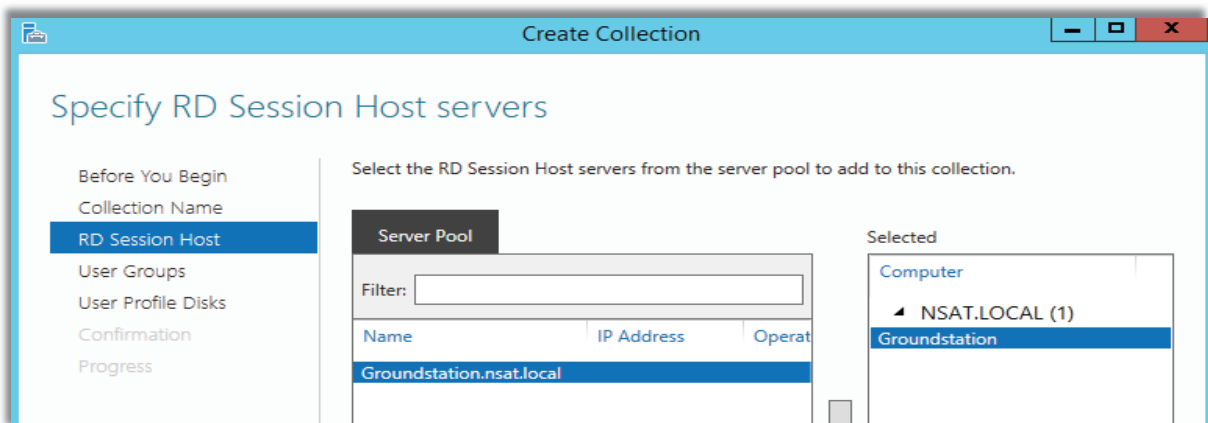 Create Collection
Specify RD Session Host servers
Before You Begin
Collection Name
RD Session Host
User Groups
User Profile Disks
Confirmation
Progress
Select the RD Session Host servers from the server pool to add to this collection.
Server Pool
Filter:
Name IP Address Operat
Groundstation.nsat.local
Selected
Computer
NSAT.LOCAL (1)
Groundstation